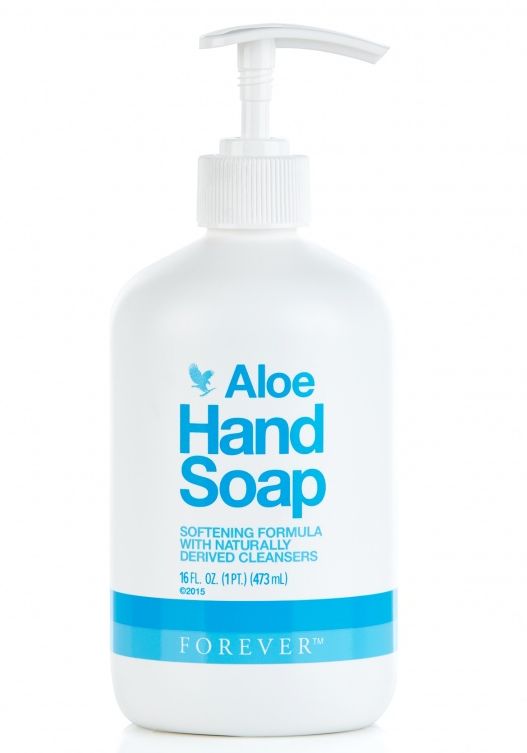 Aloe
Hand
Soap
SOFTENING FORMULA
WITH NATURALLY
DERIVED CLEANSERS
16 FL. OZ. (1 PT.) (473 mL)
©2015
FOREVER™